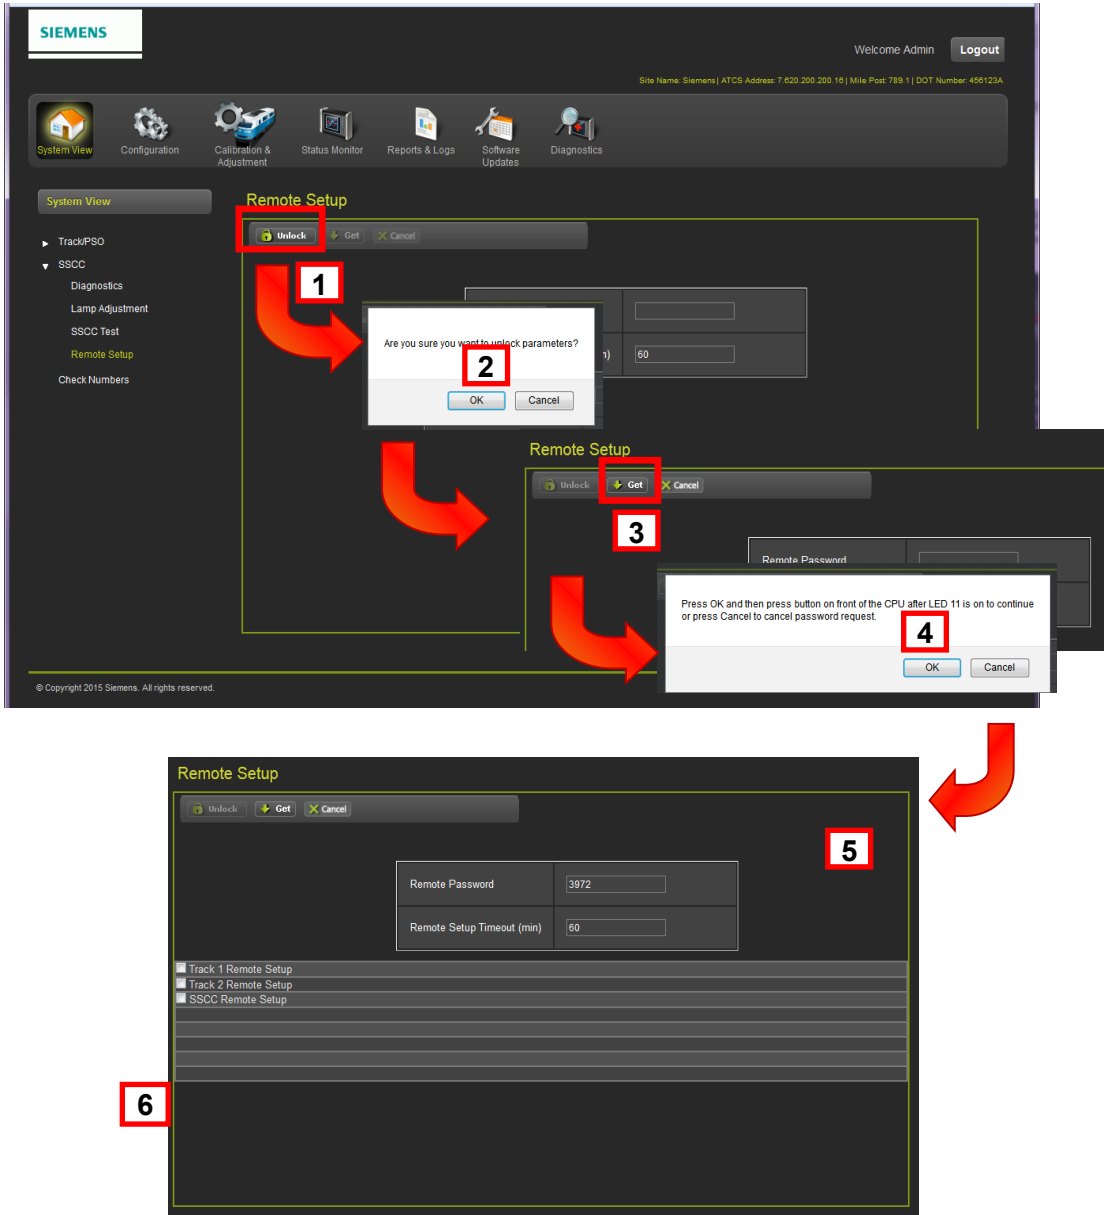 SIEMENS
Welcome Admin
Logout
Site Name: Siemens | ATCS Address: 7.620.200.200.16 | Mile Post: 789.1 | DOT Number: 456123A
System View
Configuration
Calibration &
Adjustment
Status Monitor
Reports & Logs
Software
Updates
Diagnostics
System View
Track/PSO
SSCC
Diagnostics
Lamp Adjustment
SSCC Test
Remote Setup
Check Numbers
Remote Setup
Unlock
Get
Cancel
1
60
Are you sure you want to unlock parameters?
2
OK
Cancel
Remote Setup
Unlock
Get
Cancel
3
Remote Password
Press OK and then press button on front of the CPU after LED 11 is on to continue
or press Cancel to cancel password request.
4
OK
Cancel
© Copyright 2015 Siemens. All rights reserved.
Remote Setup
Unlock
Get
Cancel
5
Remote Password
3972
Remote Setup Timeout (min)
60
Track 1 Remote Setup
Track 2 Remote Setup
SSCC Remote Setup
6